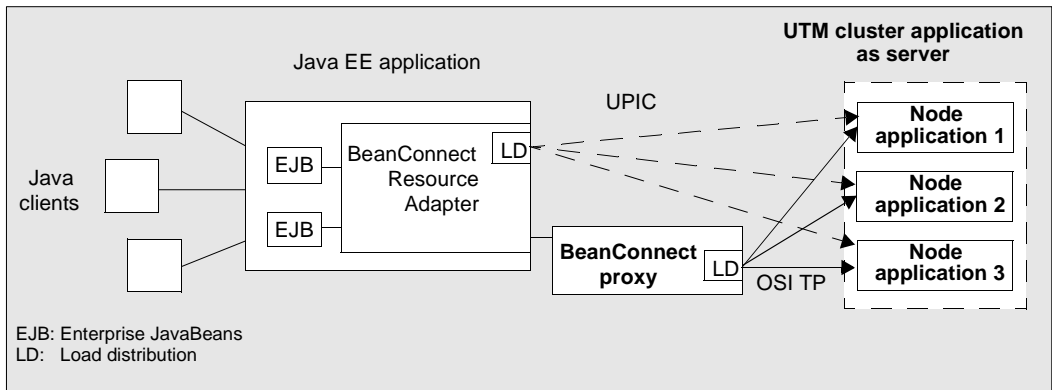 UTM cluster application
as server
Java EE application
UPIC
Node
application 1
EJB
BeanConnect
Resource
Adapter
LD
Java
clients
Node
application 2
EJB
BeanConnect
proxy
LD
OSI TP
Node
application 3
EJB: Enterprise JavaBeans
LD: Load distribution